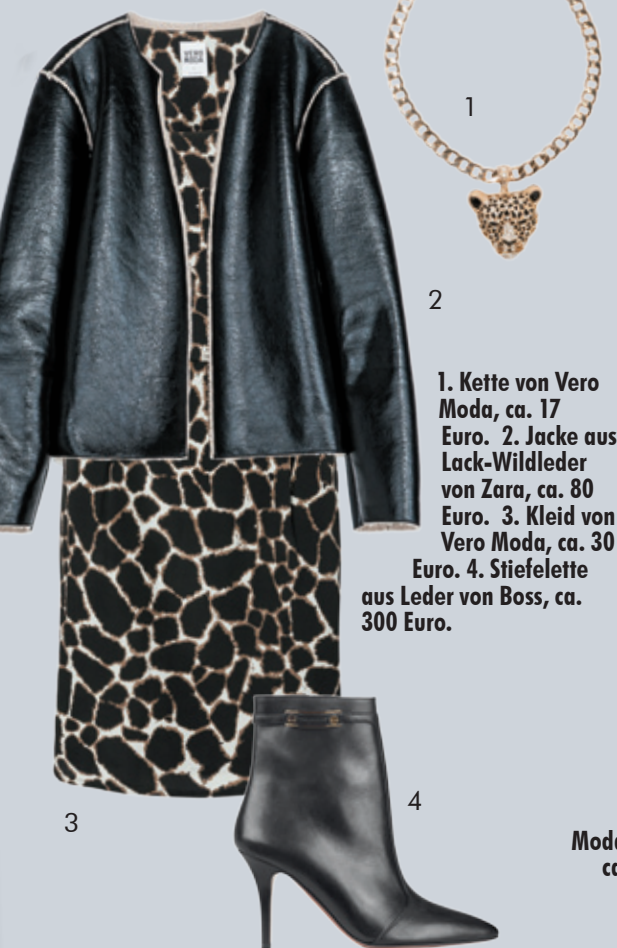 VERO
MODA
1
2
1. Kette von Vero
Moda, ca. 17
Euro. 2. Jacke aus
Lack-Wildleder
von Zara, ca. 80
Euro. 3. Kleid von
Vero Moda, ca. 30
Euro. 4. Stiefelette
aus Leder von Boss, ca.
300 Euro.
4
3